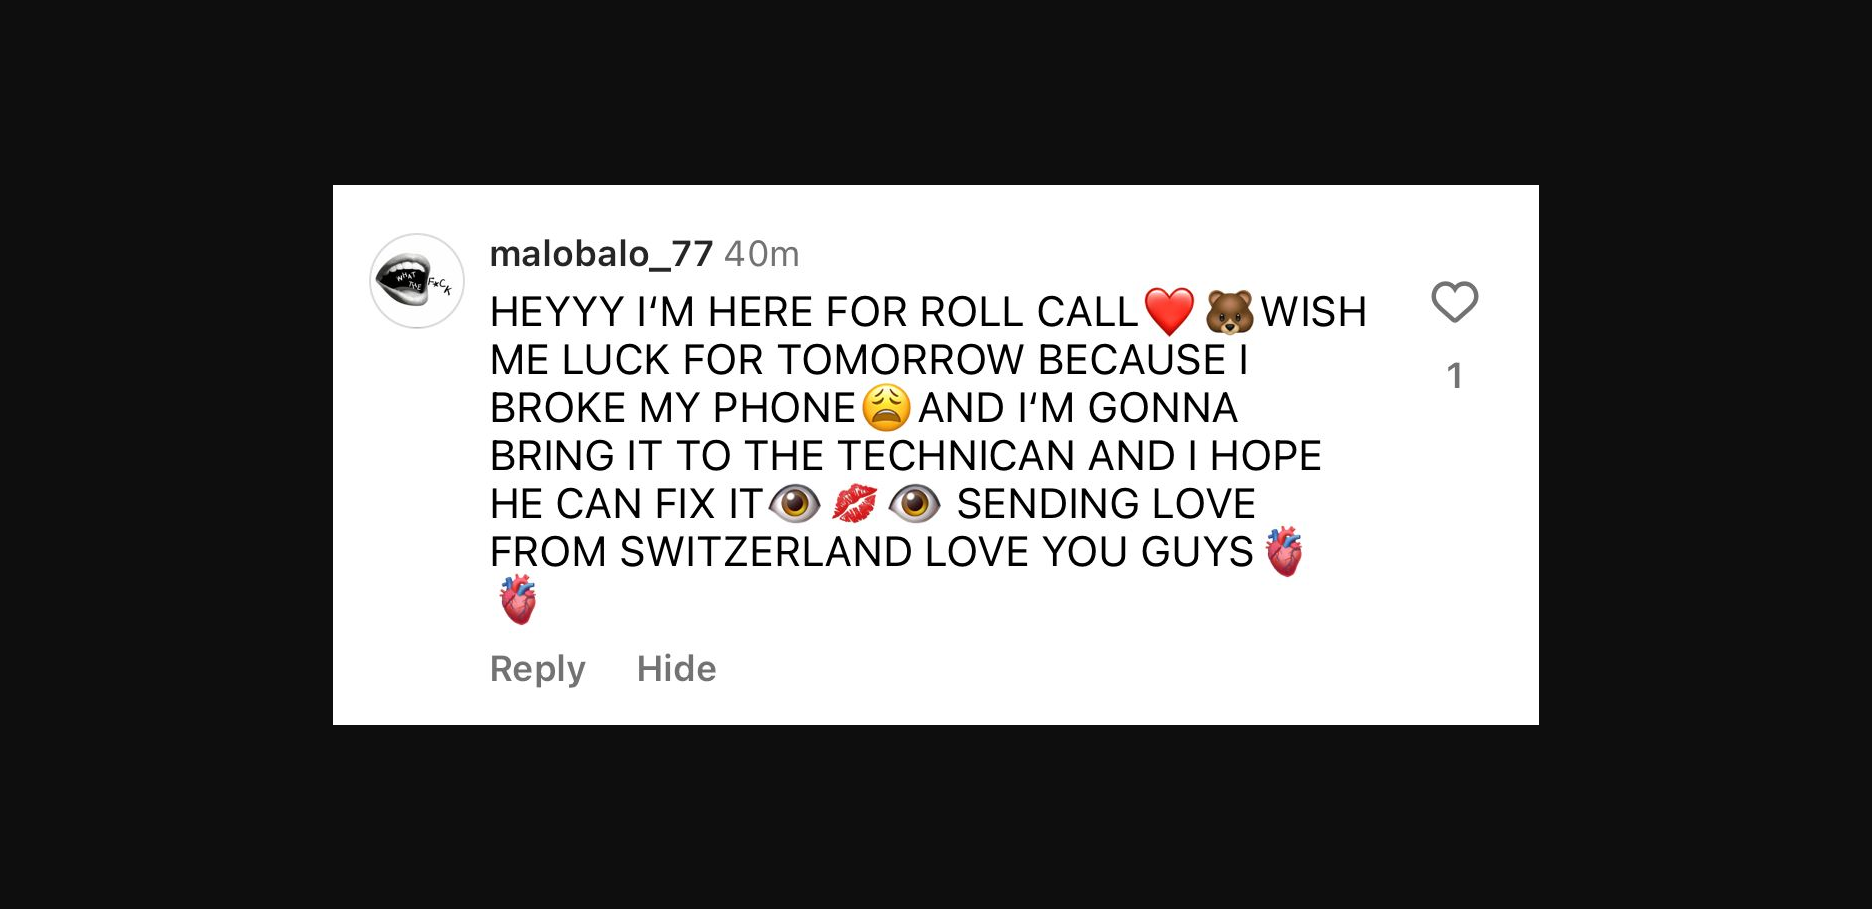 WHAT
THE
F*CK
malobalo_77 40m
HEYYY I‘M HERE FOR ROLL CALL❤️🐻WISH
ME LUCK FOR TOMORROW BECAUSE I
BROKE MY PHONE😩AND I‘M GONNA
BRING IT TO THE TECHNICAN AND I HOPE
HE CAN FIX IT👁️💋👁️ SENDING LOVE
FROM SWITZERLAND LOVE YOU GUYS🫀
🫀
1
Reply Hide